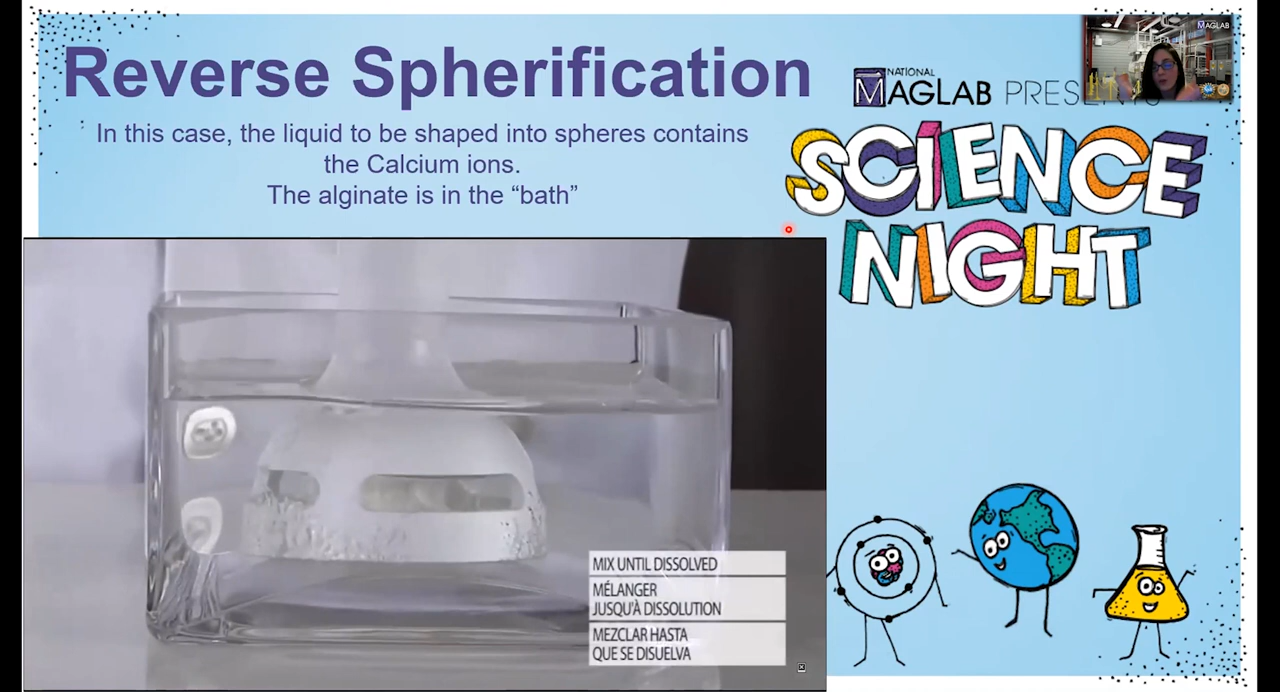 Reverse Spherification
In this case, the liquid to be shaped into spheres contains
the Calcium ions.
The alginate is in the “bath”
MAGLAB
NATIONAL
MAGLAB PRESENTS
SCIENCE
NIGHT
MIX UNTIL DISSOLVED
MÉLANGER
JUSQU'À DISSOLUTION
MEZCLAR HASTA
QUE SE DISUELVA